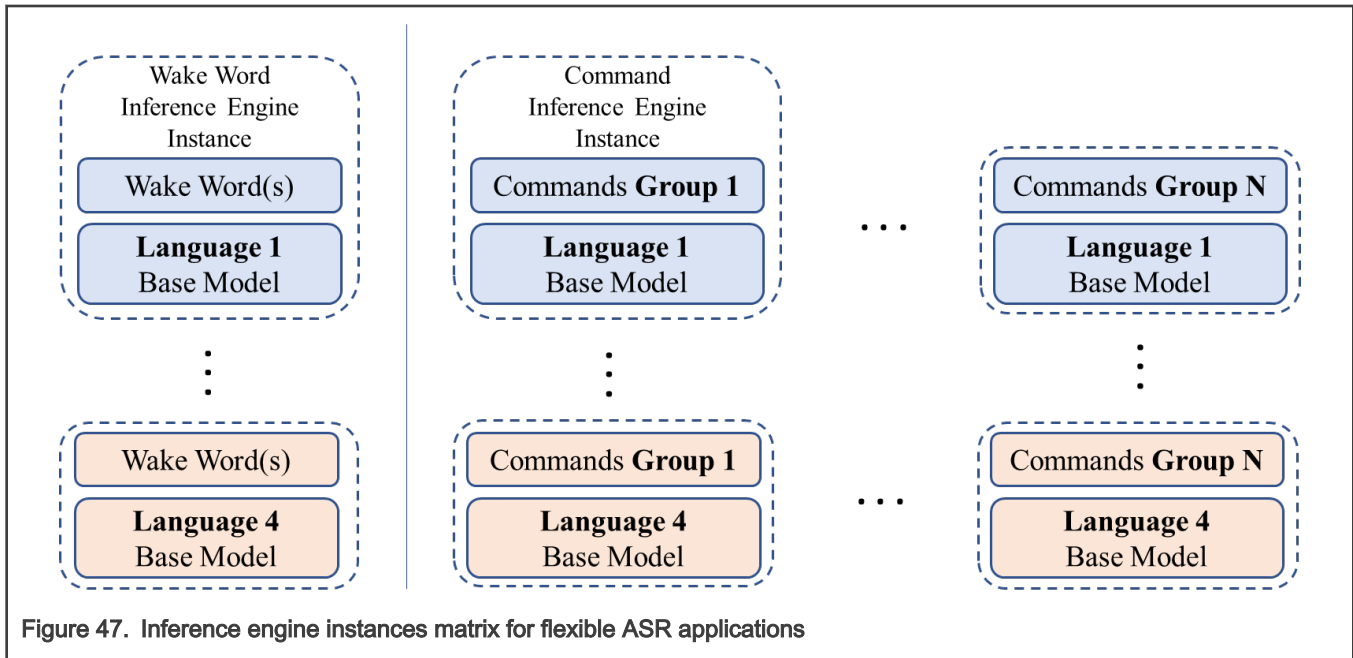 Wake Word
Inference Engine
Instance
Wake Word(s)
Language 1
Base Model
Command
Inference Engine
Instance
Commands Group 1
Language 1
Base Model
. . .
Commands Group N
Language 1
Base Model
Wake Word(s)
Language 4
Base Model
Commands Group 1
Language 4
Base Model
. . .
Commands Group N
Language 4
Base Model
Figure 47. Inference engine instances matrix for flexible ASR applications